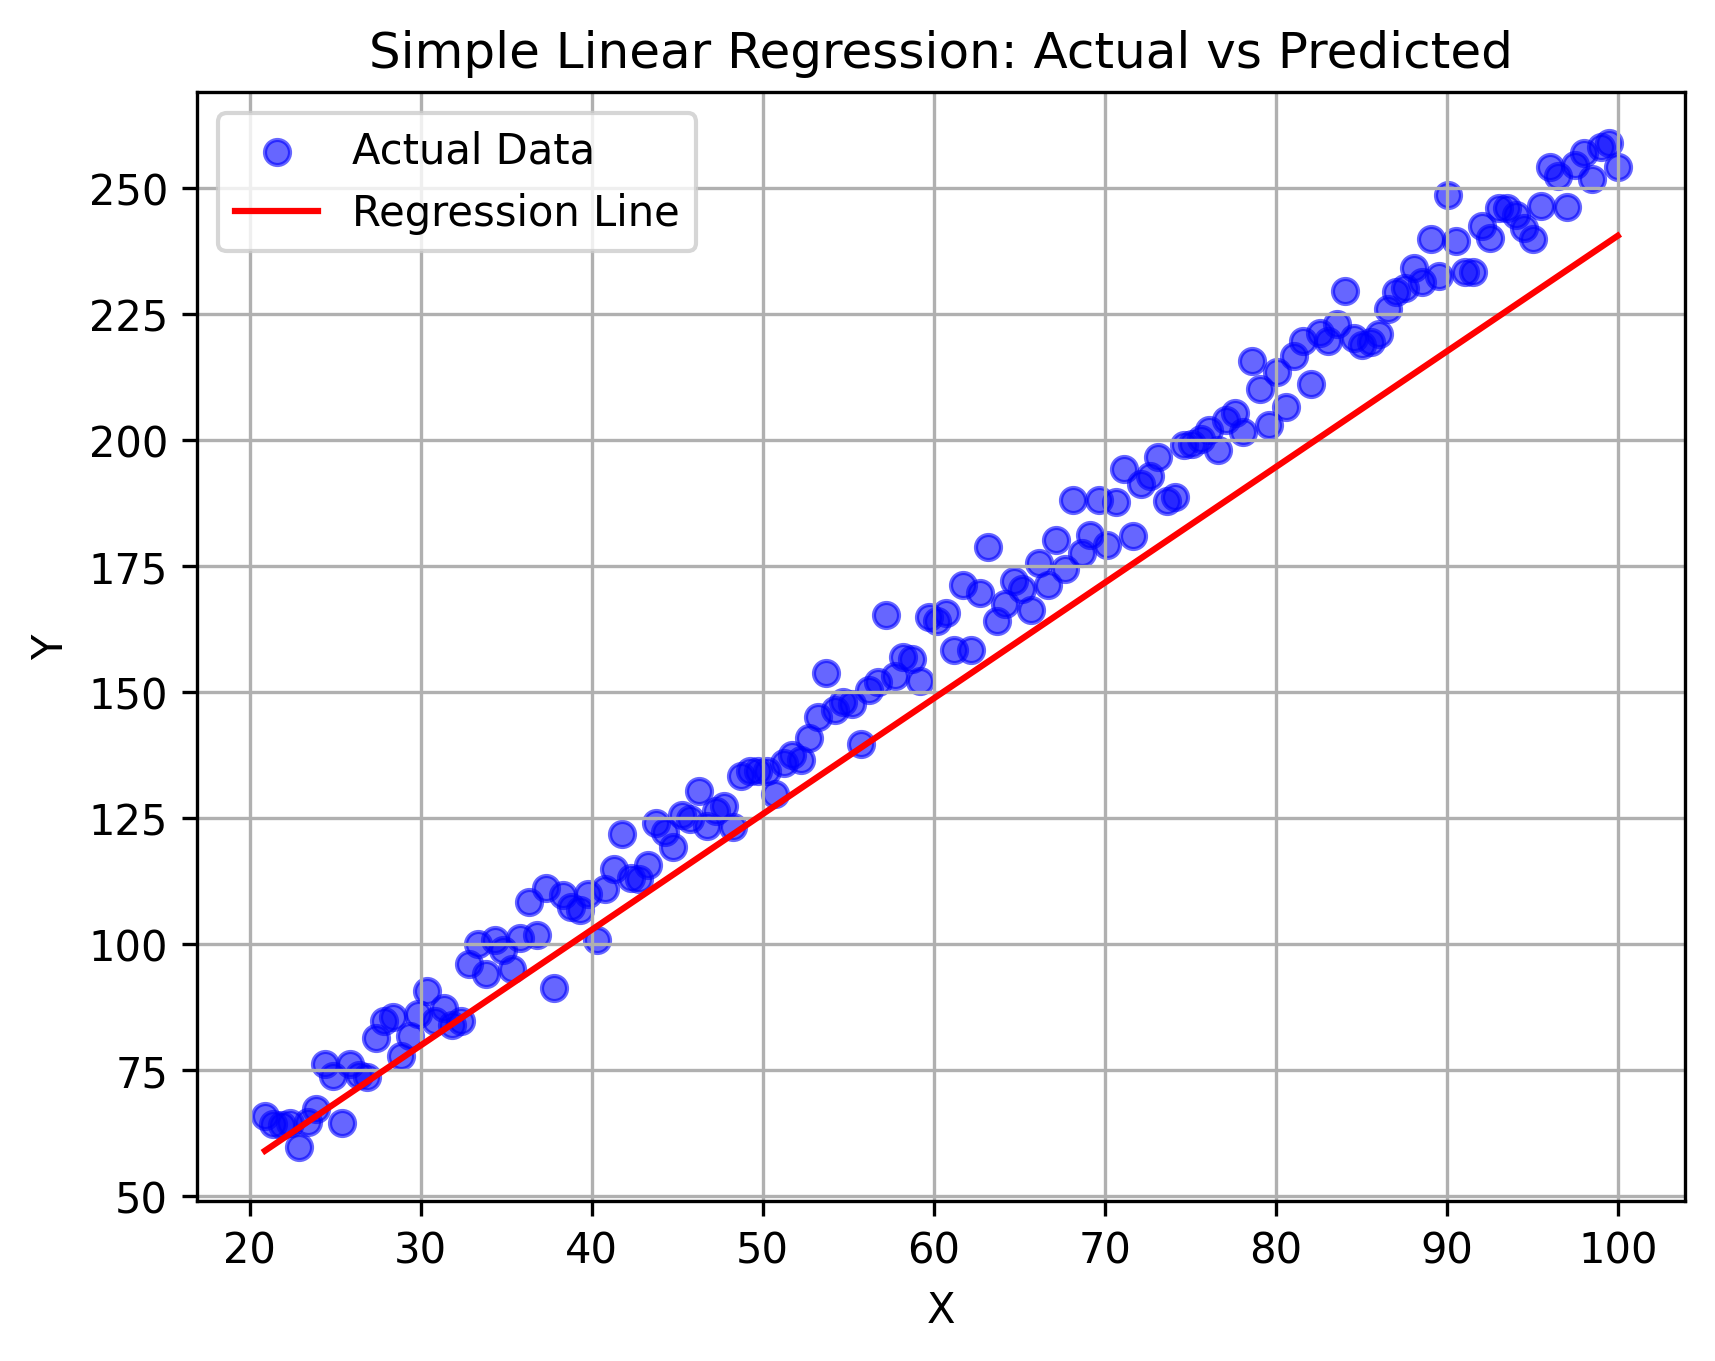 Simple Linear Regression: Actual vs Predicted
Actual Data
Regression Line
250
225
200
175
150
125
100
75
50
Y
20 30 40 50 60 70 80 90 100
X